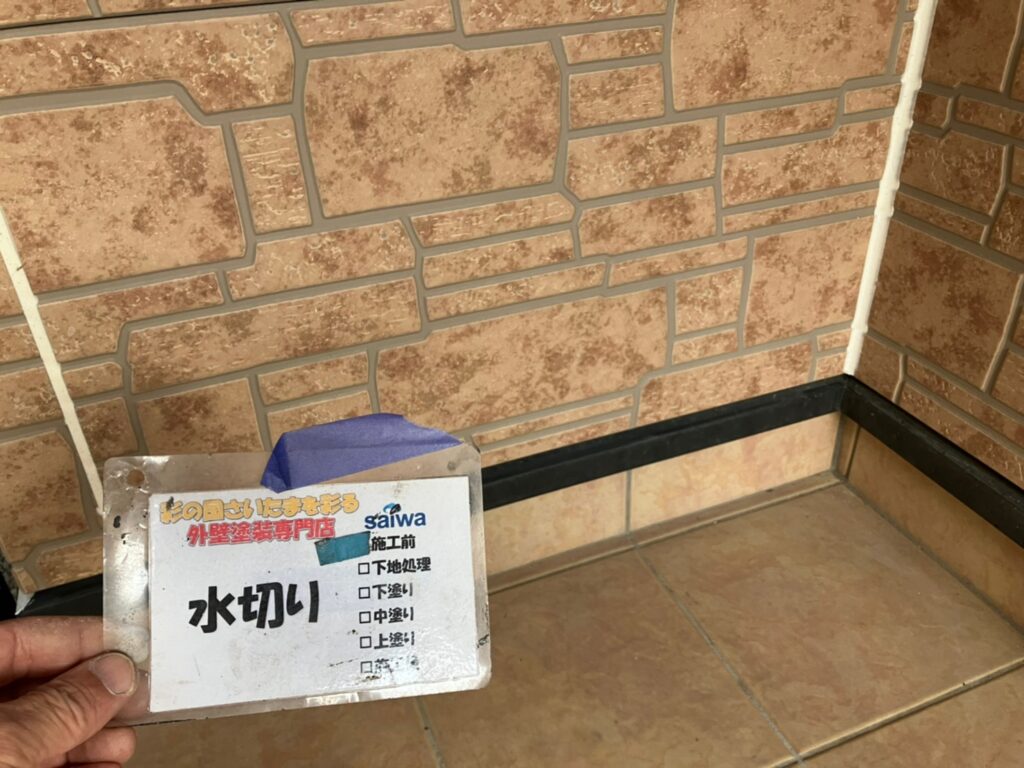 彩の国さいたまを彩る
外壁塗装専門店
saiwa
水切り
施工前
□下地処理
□下塗り
□中塗り
□上塗り